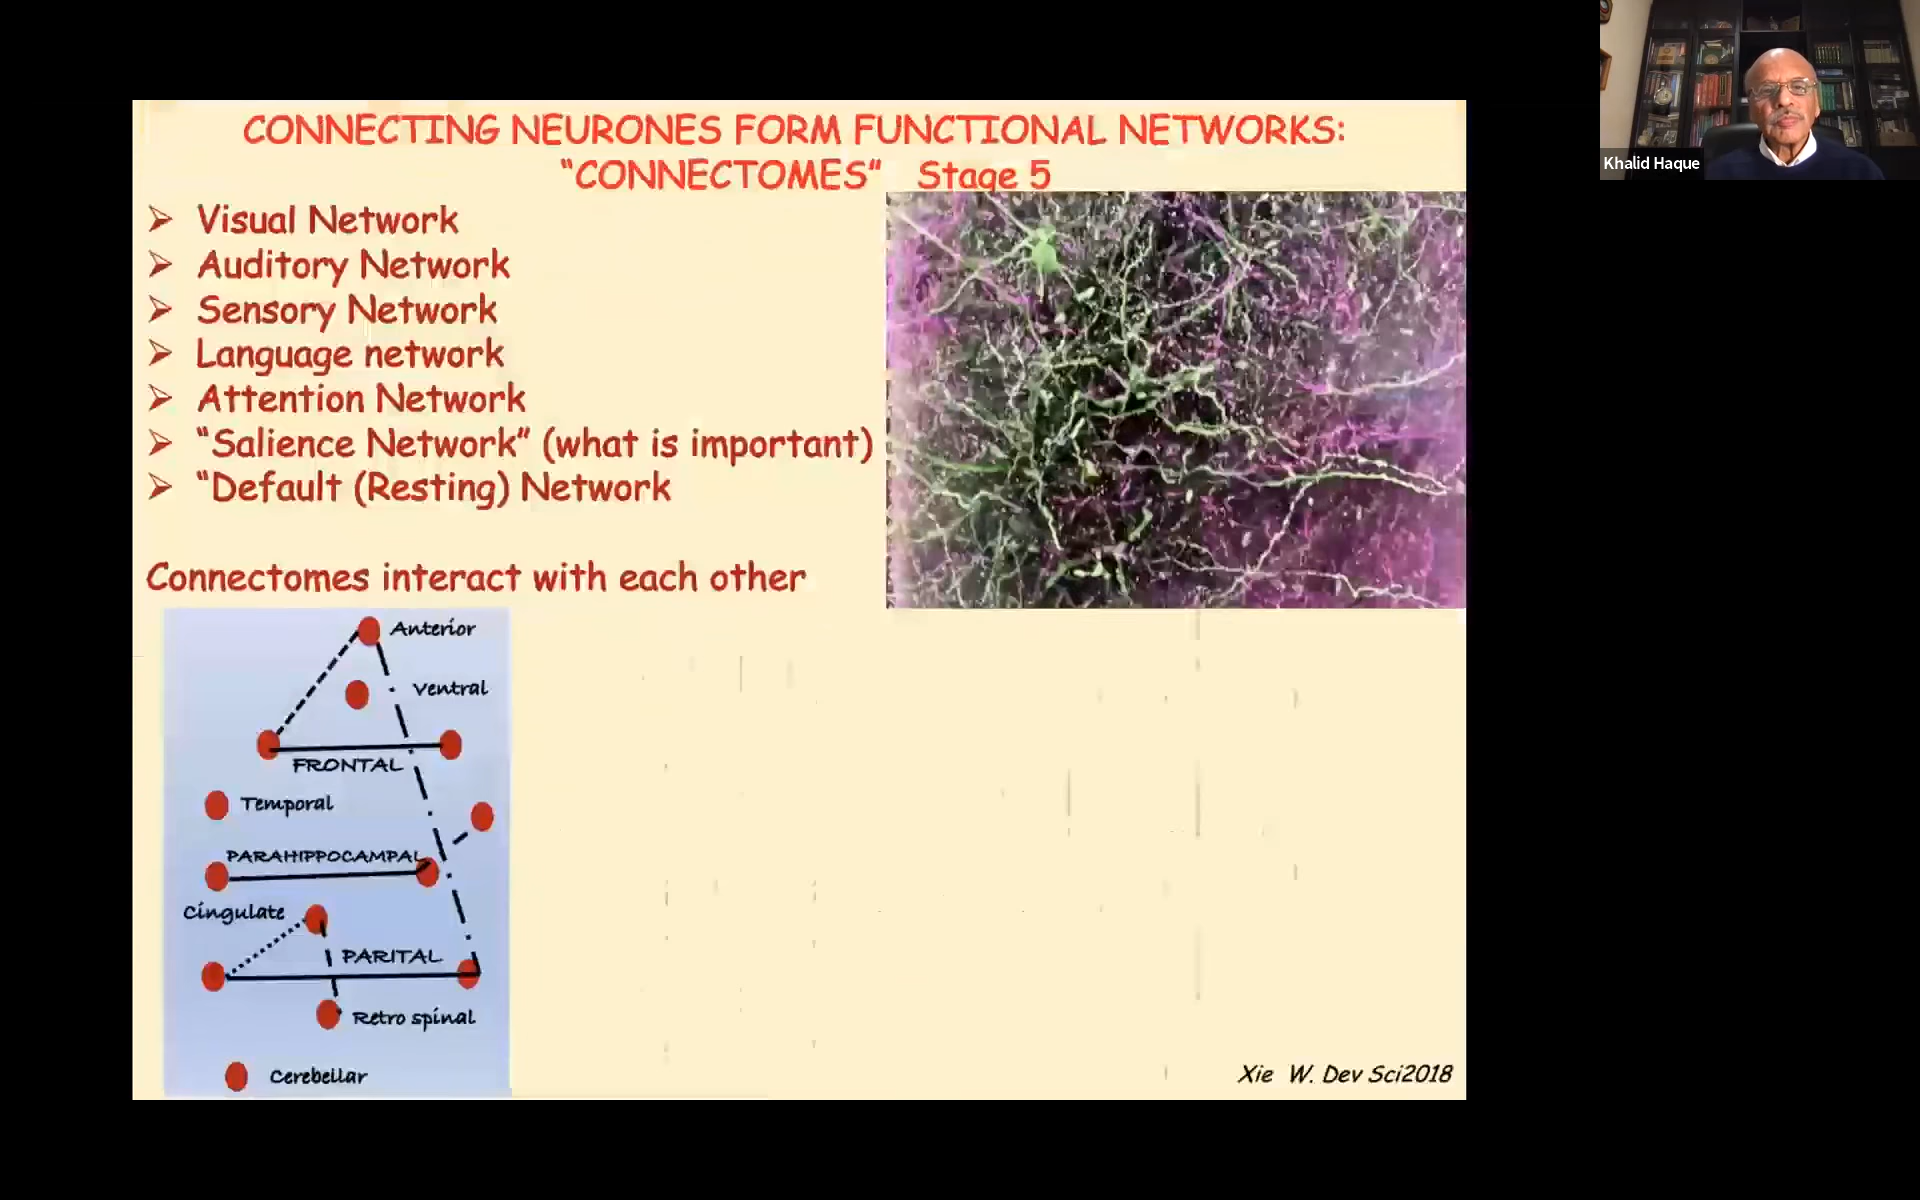 CONNECTING NEURONES FORM FUNCTIONAL NETWORKS:
“CONNECTOMES” Stage 5
Visual Network
Auditory Network
Sensory Network
Language network
Attention Network
“Salience Network” (what is important)
“Default (Resting) Network
Connectomes interact with each other
Anterior
Ventral
FRONTAL
Temporal
PARAHIPPOCAMPAL
Cingulate
PARITAL
Retro spinal
Cerebellar
Xie W. Dev Sci2018
Khalid Haque